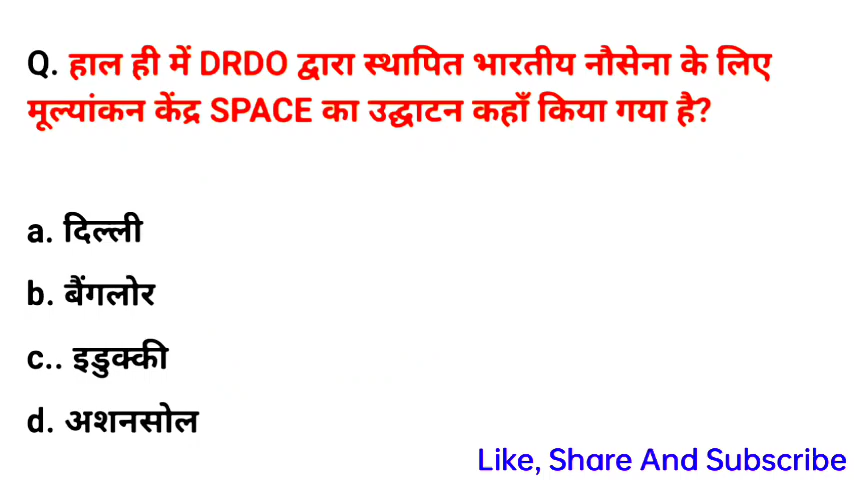 Q. हाल ही में DRDO द्वारा स्थापित भारतीय नौसेना के लिए
मूल्यांकन केंद्र SPACE का उद्घाटन कहाँ किया गया है?
a. दिल्ली
b. बैंगलोर
c.. इडुक्की
d. अशनसोल
Like, Share And Subscribe